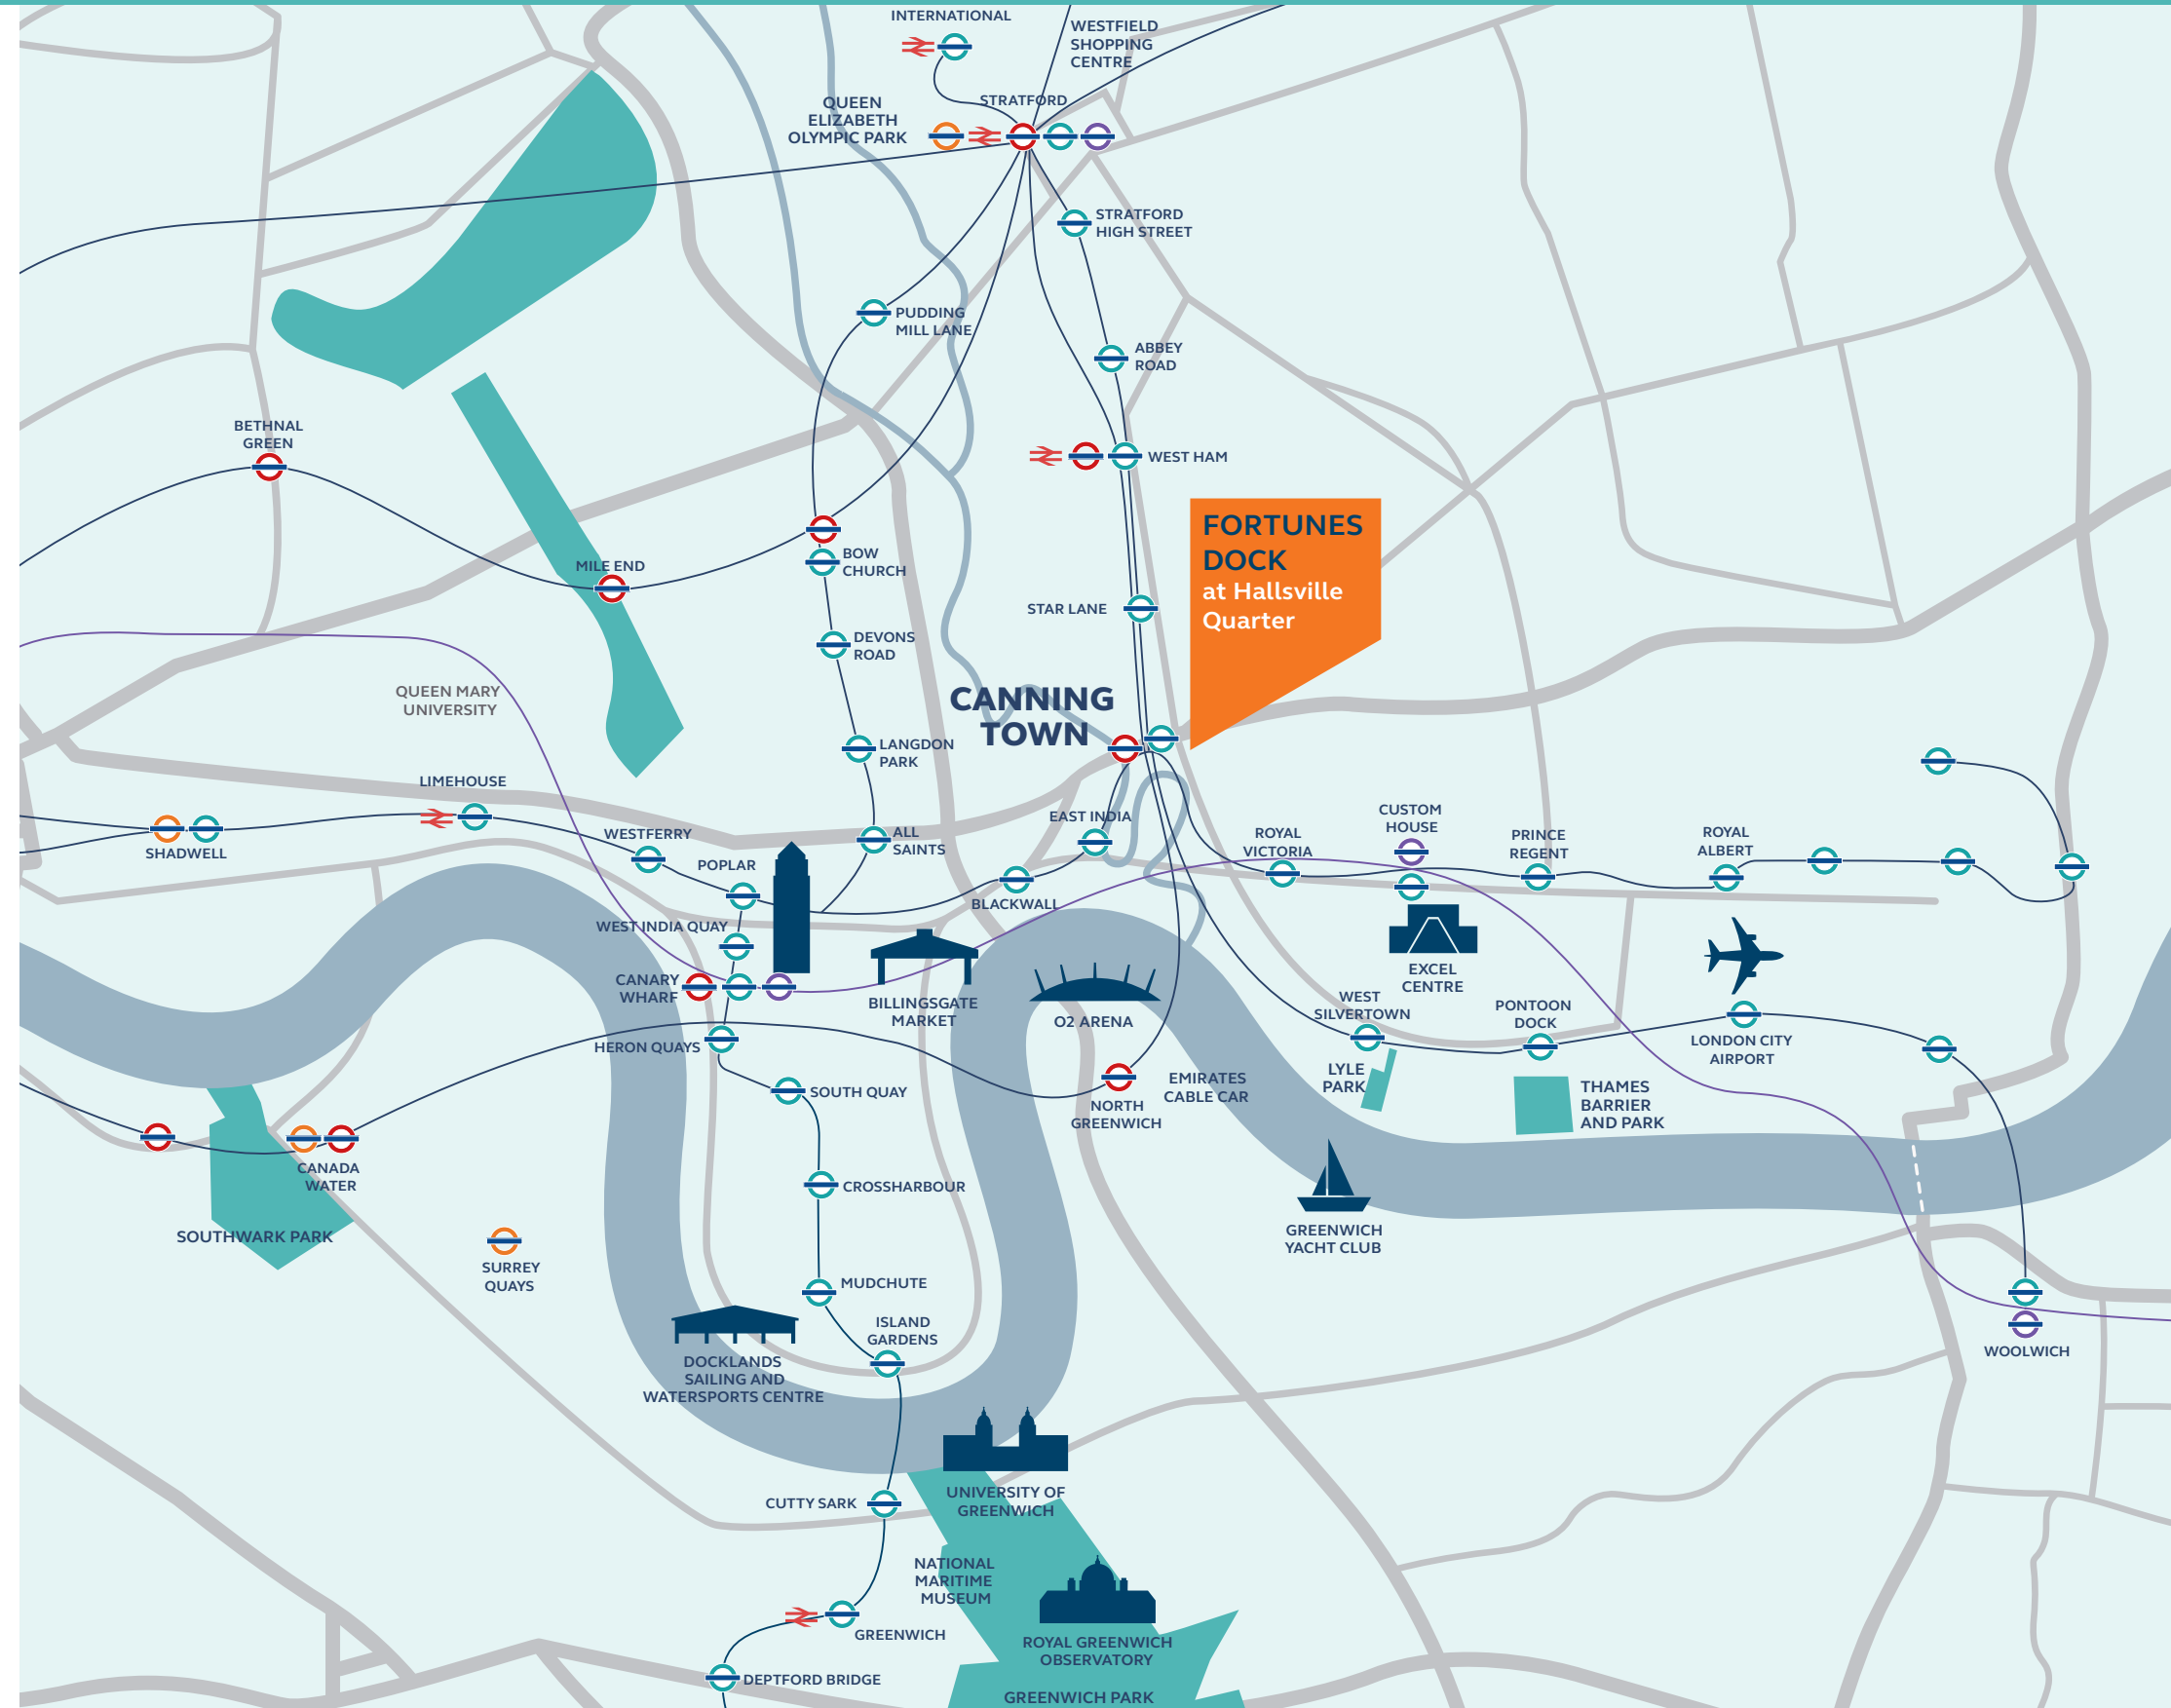 INTERNATIONAL
WESTFIELD
SHOPPING
CENTRE
STRATFORD
QUEEN
ELIZABETH
OLYMPIC PARK
STRATFORD
HIGH STREET
PUDDING
MILL LANE
ABBEY
ROAD
BETHNAL
GREEN
WEST HAM
FORTUNES
DOCK
at Hallsville
Quarter
BOW
CHURCH
MILE END
STAR LANE
DEVONS
ROAD
QUEEN MARY
UNIVERSITY
CANNING
TOWN
LANGDON
PARK
LIMEHOUSE
SHADWELL
WESTFERRY
POPLAR
ALL
SAINTS
EAST INDIA
ROYAL
VICTORIA
CUSTOM
HOUSE
PRINCE
REGENT
ROYAL
ALBERT
BLACKWALL
WEST INDIA QUAY
CANARY
WHARF
BILLINGSGATE
MARKET
O2 ARENA
EXCEL
CENTRE
WEST
SILVERTOWN
PONTOON
DOCK
LONDON CITY
AIRPORT
HERON QUAYS
SOUTH QUAY
NORTH
GREENWICH
EMIRATES
CABLE CAR
LYLE
PARK
THAMES
BARRIER
AND PARK
CANADA
WATER
SOUTHWARK PARK
CROSSHARBOUR
SURREY
QUAYS
GREENWICH
YACHT CLUB
MUDCHUTE
ISLAND
GARDENS
WOOLWICH
DOCKLANDS
SAILING AND
WATERSPORTS CENTRE
UNIVERSITY OF
GREENWICH
CUTTY SARK
NATIONAL
MARITIME
MUSEUM
GREENWICH
ROYAL GREENWICH
OBSERVATORY
DEPTFORD BRIDGE
GREENWICH PARK